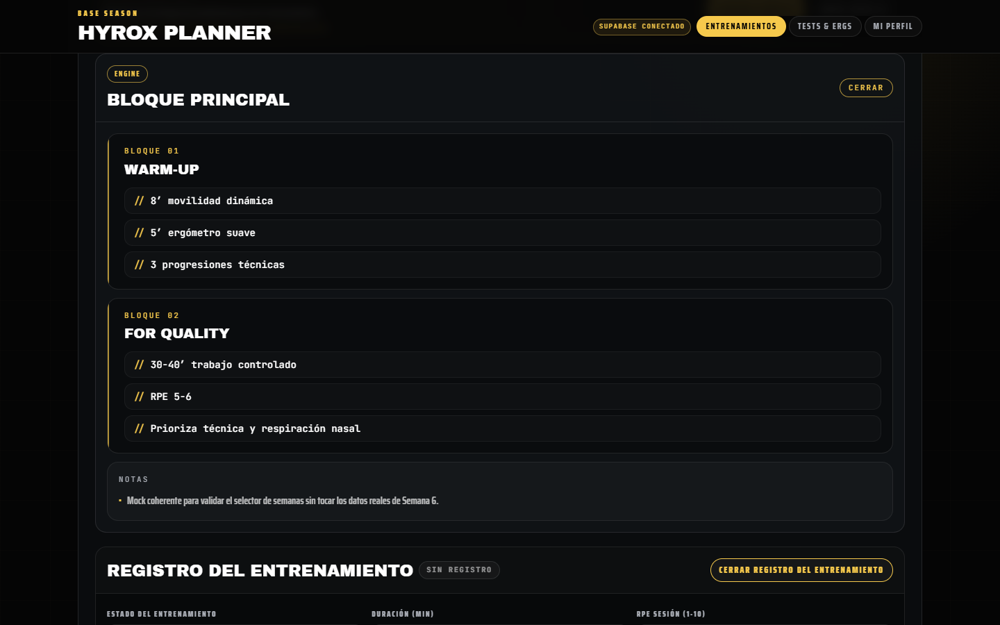 BASE SEASON
HYROX PLANNER
SUPABASE CONECTADO
ENTRENAMIENTOS
TESTS & ERGS
MI PERFIL
ENGINE
BLOQUE PRINCIPAL
CERRAR
BLOQUE 01
WARM-UP
// 8’ movilidad dinámica
// 5’ ergómetro suave
// 3 progresiones técnicas
BLOQUE 02
FOR QUALITY
// 30-40’ trabajo controlado
// RPE 5-6
// Prioriza técnica y respiración nasal
NOTAS
• Mock coherente para validar el selector de semanas sin tocar los datos reales de Semana 6.
REGISTRO DEL ENTRENAMIENTO
SIN REGISTRO
CERRAR REGISTRO DEL ENTRENAMIENTO
ESTADO DEL ENTRENAMIENTO
DURACIÓN (MIN)
RPE SESIÓN (1-10)